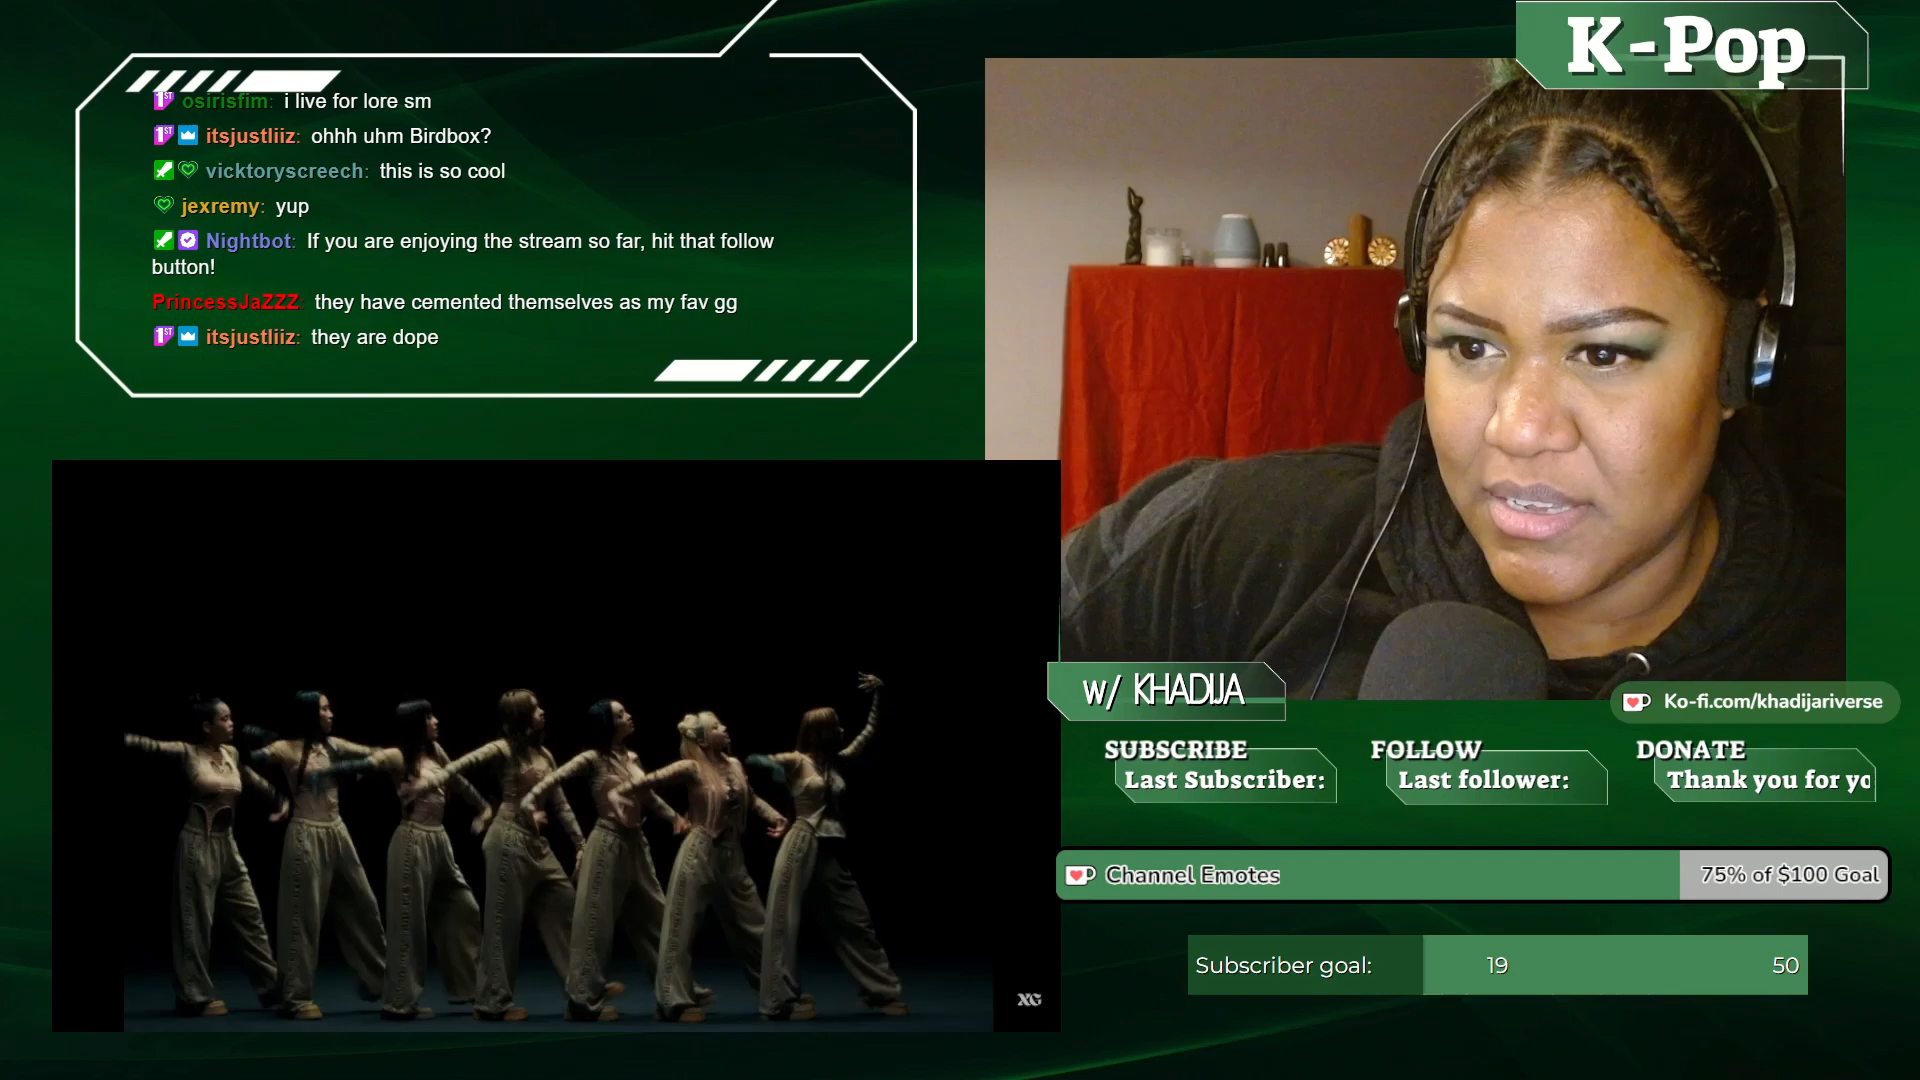 K-Pop
1ST osirisfim: i live for lore sm
1ST itsjustliiz: ohhh uhm Birdbox?
vicktoryscreech: this is so cool
jexremy: yup
Nightbot: If you are enjoying the stream so far, hit that follow
button!
PrincessJaZZZ: they have cemented themselves as my fav gg
1ST itsjustliiz: they are dope
XG
w/ KHADIJA
Ko-fi.com/khadijariverse
SUBSCRIBE
Last Subscriber:
FOLLOW
Last follower:
DONATE
Thank you for yo
Channel Emotes 75% of $100 Goal
Subscriber goal: 19 50